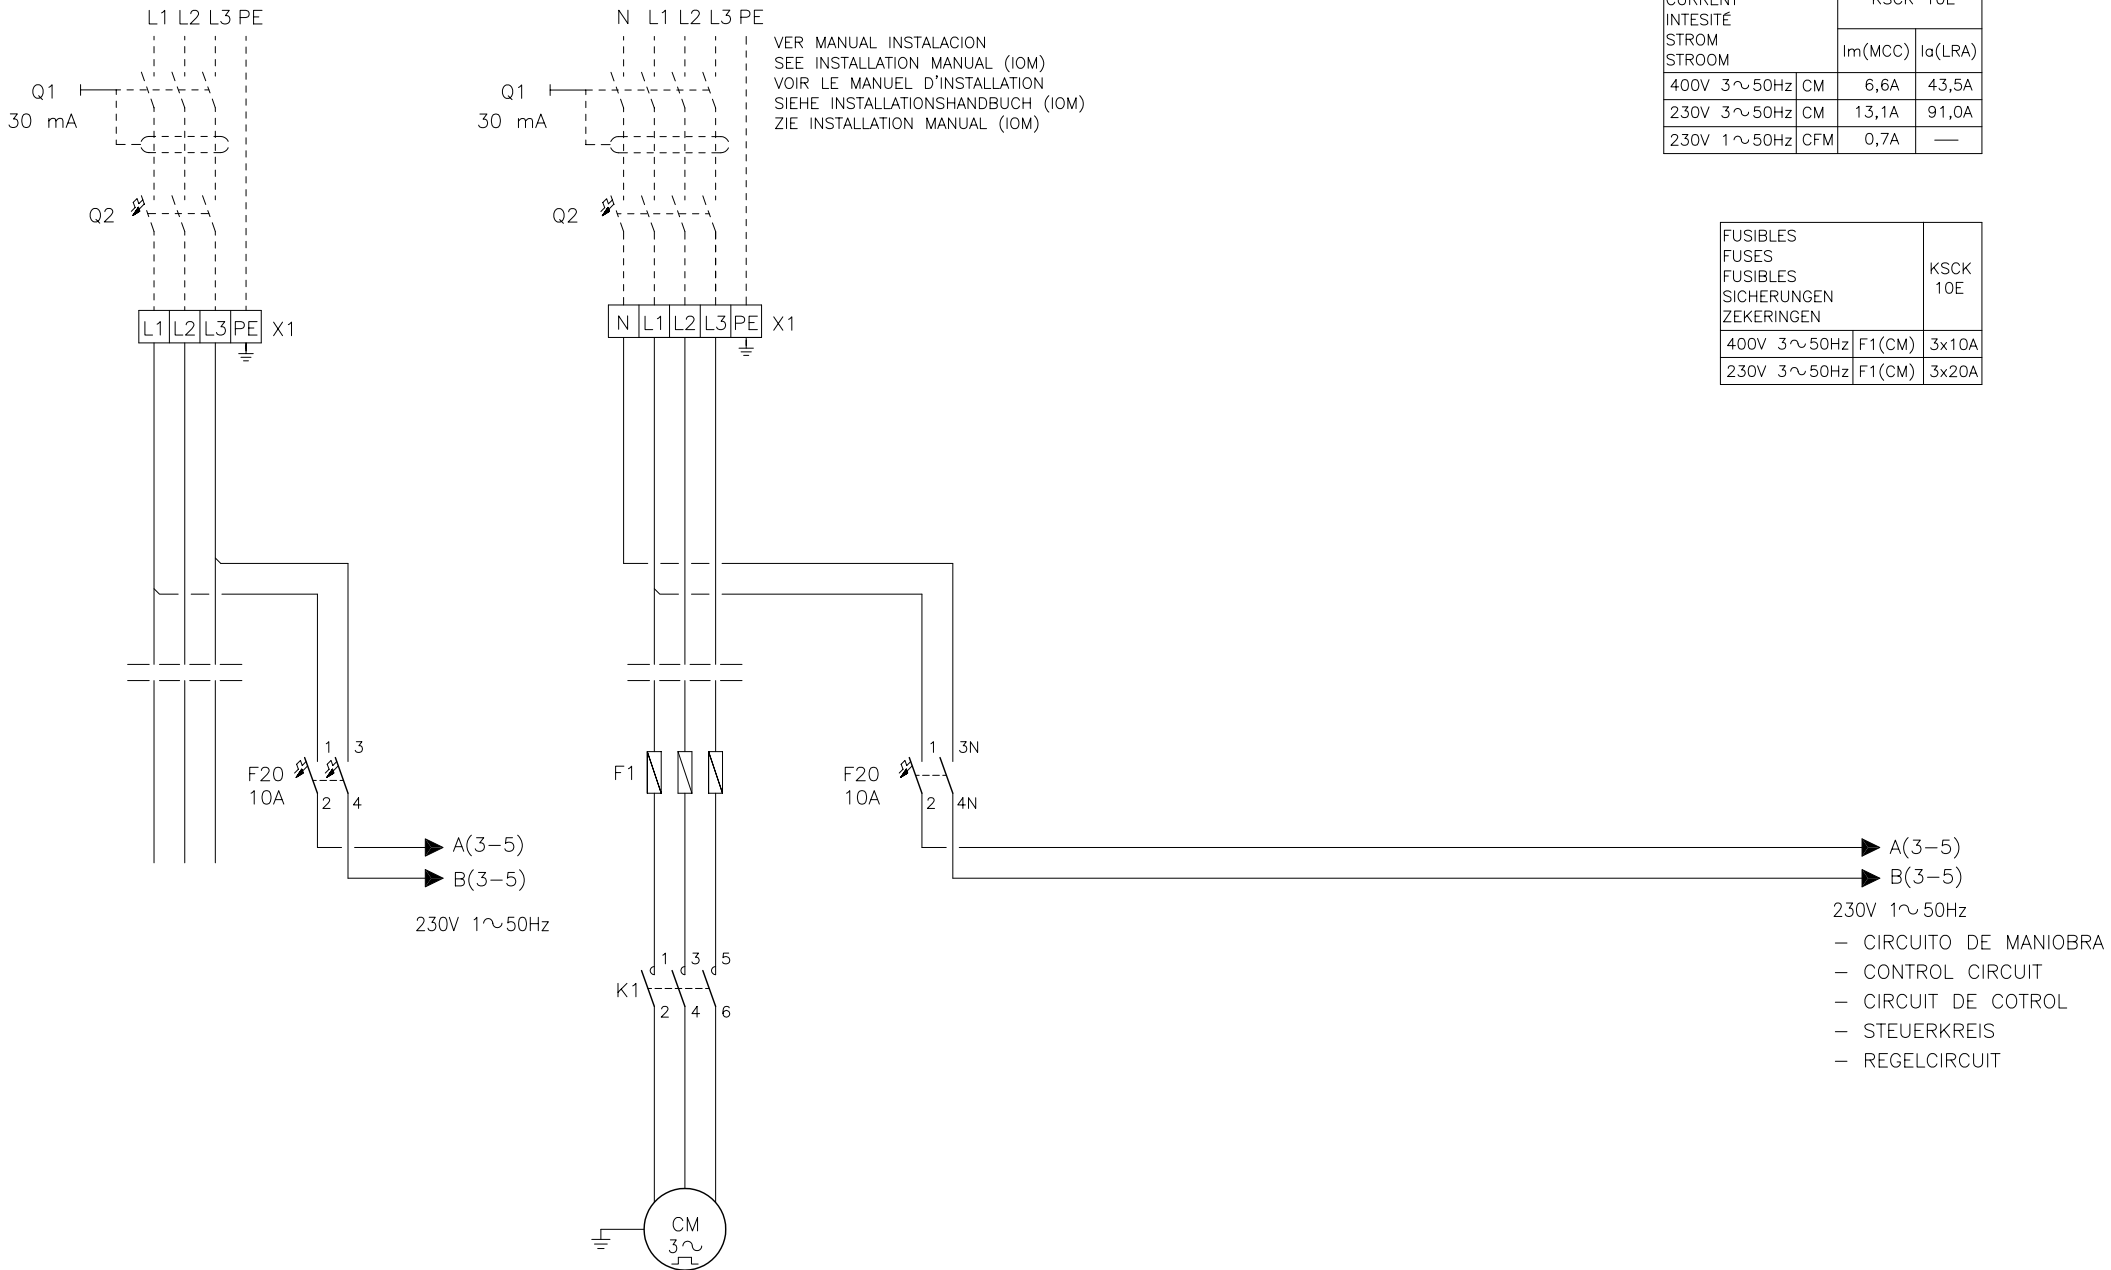 L1 L2 L3 PE
Q1
30 mA
Q2
L1 L2 L3 PE X1
1 3
F20
10A
2 4
A(3-5)
B(3-5)
230V 1∼50Hz
N L1 L2 L3 PE
Q1
30 mA
Q2
N L1 L2 L3 PE X1
VER MANUAL INSTALACION
SEE INSTALLATION MANUAL (IOM)
VOIR LE MANUEL D'INSTALLATION
SIEHE INSTALLATIONSHANDBUCH (IOM)
ZIE INSTALLATION MANUAL (IOM)
F1
1 3N
F20
10A
2 4N
K1
1 3 5
2 4 6
CM
3∼
CURRENT KSCK 10E
INTESITÉ
STROM
STROOM
Im(MCC) Ia(LRA)
400V 3∼50Hz CM 6,6A 43,5A
230V 3∼50Hz CM 13,1A 91,0A
230V 1∼50Hz CFM 0,7A —
FUSIBLES
FUSES
FUSIBLES
SICHERUNGEN
ZEKERINGEN
KSCK
10E
400V 3∼50Hz F1(CM) 3x10A
230V 3∼50Hz F1(CM) 3x20A
A(3-5)
B(3-5)
230V 1∼50Hz
- CIRCUITO DE MANIOBRA
- CONTROL CIRCUIT
- CIRCUIT DE COTROL
- STEUERKREIS
- REGELCIRCUIT